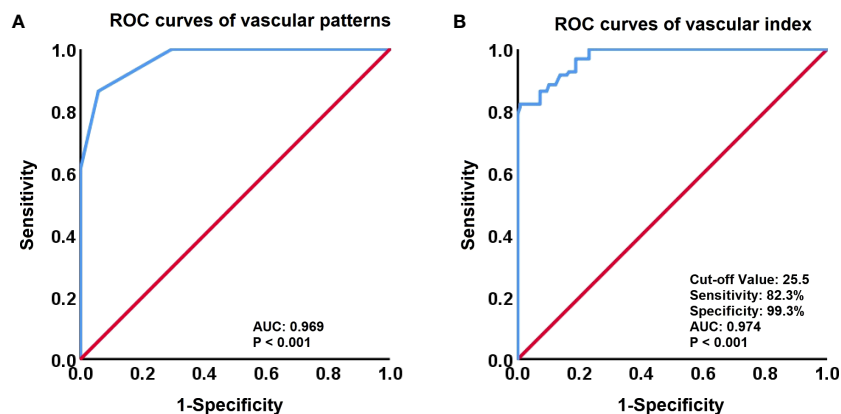 A
ROC curves of vascular patterns
1.0
0.8
0.6
0.4
0.2
0.0
Sensitivity
AUC: 0.969
P < 0.001
0.0 0.2 0.4 0.6 0.8 1.0
1-Specificity
B
ROC curves of vascular index
1.0
0.8
0.6
0.4
0.2
0.0
Sensitivity
Cut-off Value: 25.5
Sensitivity: 82.3%
Specificity: 99.3%
AUC: 0.974
P < 0.001
0.0 0.2 0.4 0.6 0.8 1.0
1-Specificity